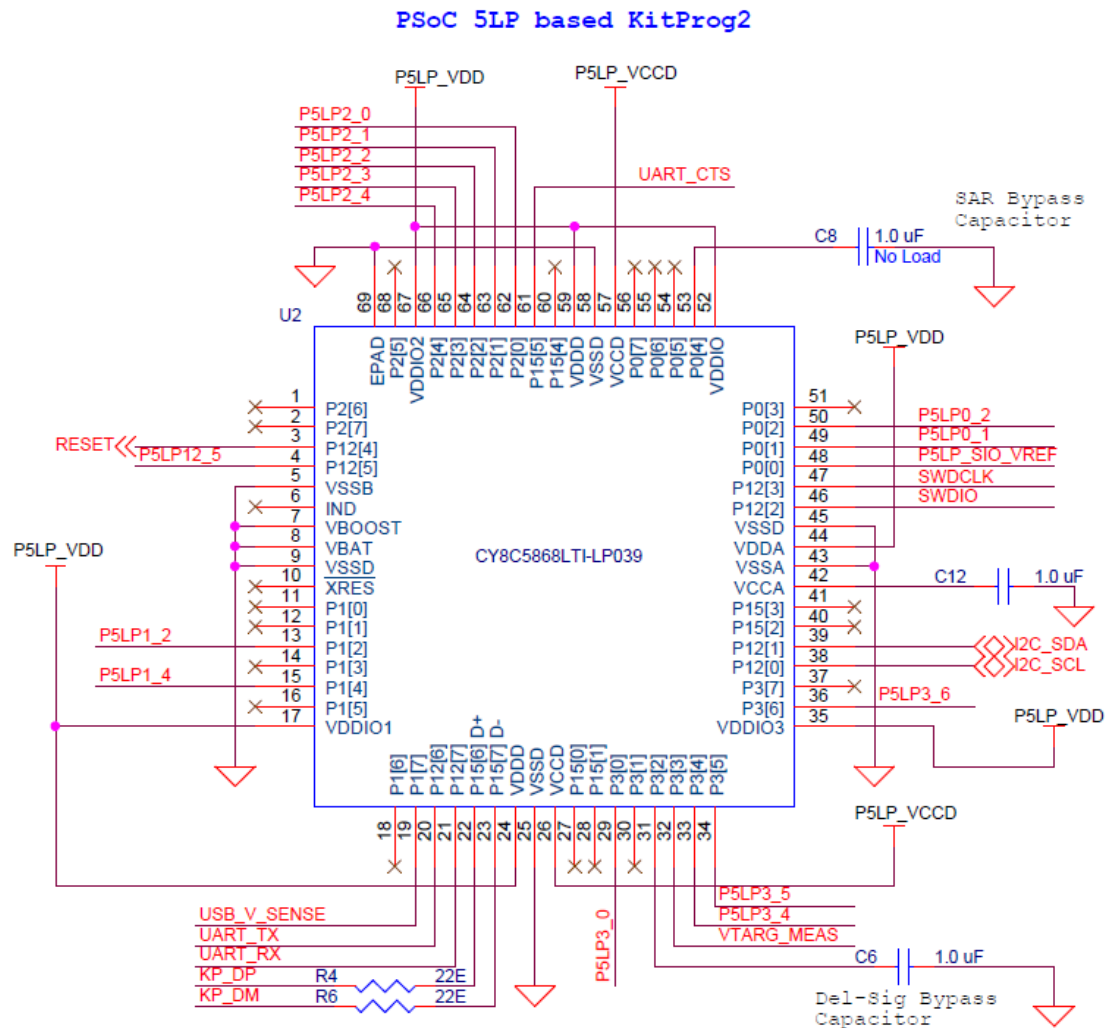 PSoC 5LP based KitProg2
P5LP_VDD
P5LP_VCCD
P5LP2_0
P5LP2_1
P5LP2_2
P5LP2_3
P5LP2_4
UART_CTS
SAR Bypass
Capacitor
C8
1.0 uF
No Load
U2
69 68 67 66 65 64 63 62 61 60 59 58 57 56 55 54 53 52
EPAD
P2[5]
VDDIO2
P2[4]
P2[3]
P2[2]
P2[1]
P2[0]
P15[5]
P15[4]
VDDD
VSSD
VCCD
P0[7]
P0[6]
P0[5]
P0[4]
VDDIO
P5LP_VDD
1 P2[6]
2 P2[7]
RESET 3 P12[4]
P5LP12_5 4 P12[5]
5 VSSB
6 IND
7 VBOOST
8 VBAT
9 VSSD
10 XRES
11 P1[0]
12 P1[1]
P5LP1_2 13 P1[2]
14 P1[3]
P5LP1_4 15 P1[4]
16 P1[5]
17 VDDIO1
P5LP_VDD
CY8C5868LTI-LP039
P0[3] 51
P0[2] 50 P5LP0_2
P0[1] 49 P5LP0_1
P0[0] 48 P5LP_SIO_VREF
P12[3] 47 SWDCLK
P12[2] 46 SWDIO
VSSD 45
VDDA 44
VSSA 43
VCCA 42 C12 1.0 uF
P15[3] 41
P15[2] 40
P12[1] 39 I2C_SDA
P12[0] 38 I2C_SCL
P3[7] 37
P3[6] 36 P5LP3_6
VDDIO3 35 P5LP_VDD
P1[6]
P1[7]
P12[6]
P12[7]
P15[6] D+
P15[7] D-
VDDD
VSSD
VCCD
P15[0]
P15[1]
P3[0]
P3[1]
P3[2]
P3[3]
P3[4]
P3[5]
18 19 20 21 22 23 24 25 26 27 28 29 30 31 32 33 34
P5LP_VCCD
USB_V_SENSE
UART_TX
UART_RX
KP_DP R4 22E
KP_DM R6 22E
P5LP3_0
P5LP3_5
P5LP3_4
VTARG_MEAS
C6
1.0 uF
Del-Sig Bypass
Capacitor